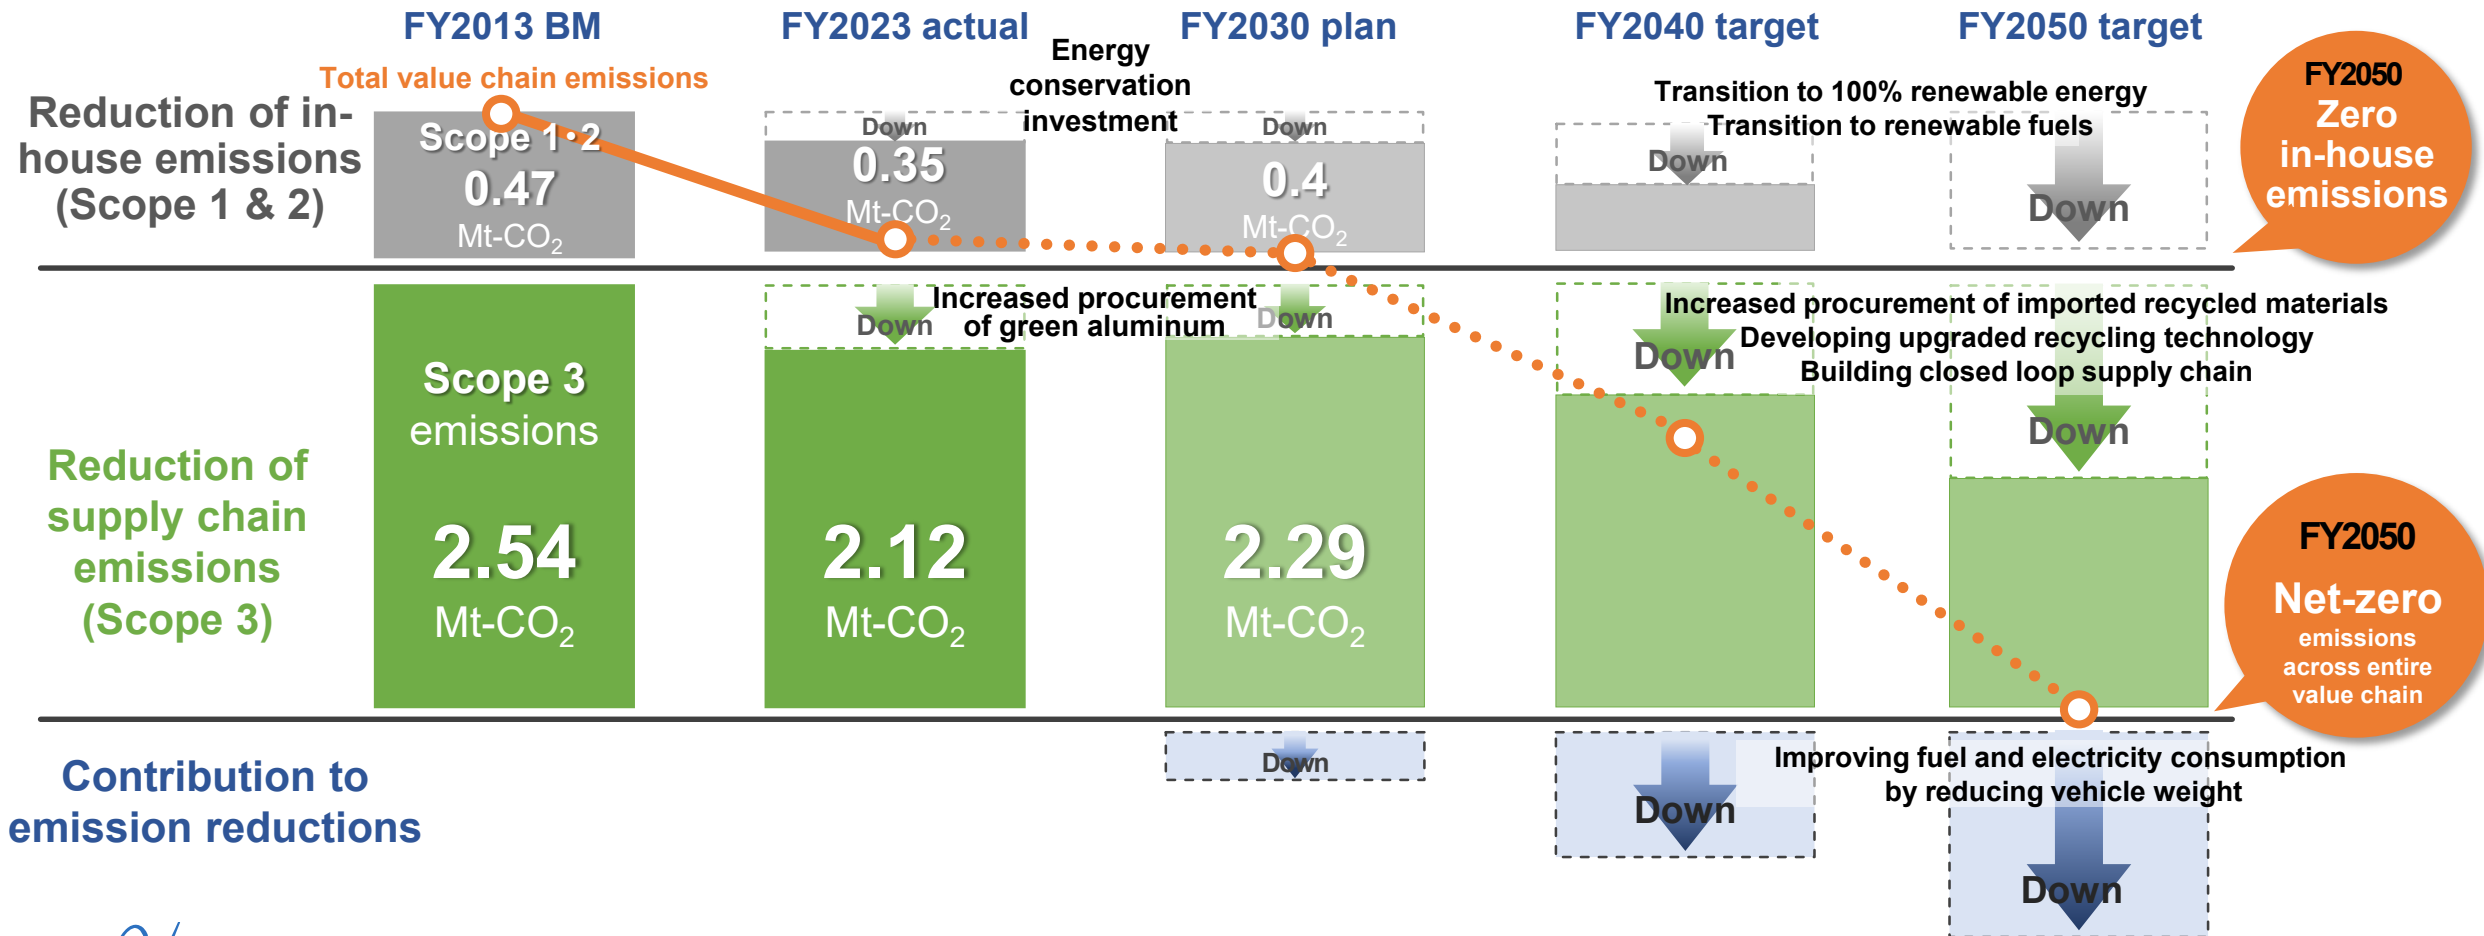 FY2013 BM
FY2023 actual
FY2030 plan
FY2040 target
FY2050 target
Total value chain emissions
Reduction of in-
house emissions
(Scope 1 & 2)
Scope 1・2
0.47
Mt-CO2
Down
0.35
Mt-CO2
Energy
conservation
investment
Down
0.4
Mt-CO2
Transition to 100% renewable energy
Transition to renewable fuels
Down
Down
FY2050
Zero
in-house
emissions
Reduction of
supply chain
emissions
(Scope 3)
Scope 3
emissions
2.54
Mt-CO2
Down
2.12
Mt-CO2
Increased procurement
of green aluminum
Down
2.29
Mt-CO2
Increased procurement of imported recycled materials
Developing upgraded recycling technology
Building closed loop supply chain
Down
Down
FY2050
Net-zero
emissions
across entire
value chain
Contribution to
emission reductions
Down
Improving fuel and electricity consumption
by reducing vehicle weight
Down
Down